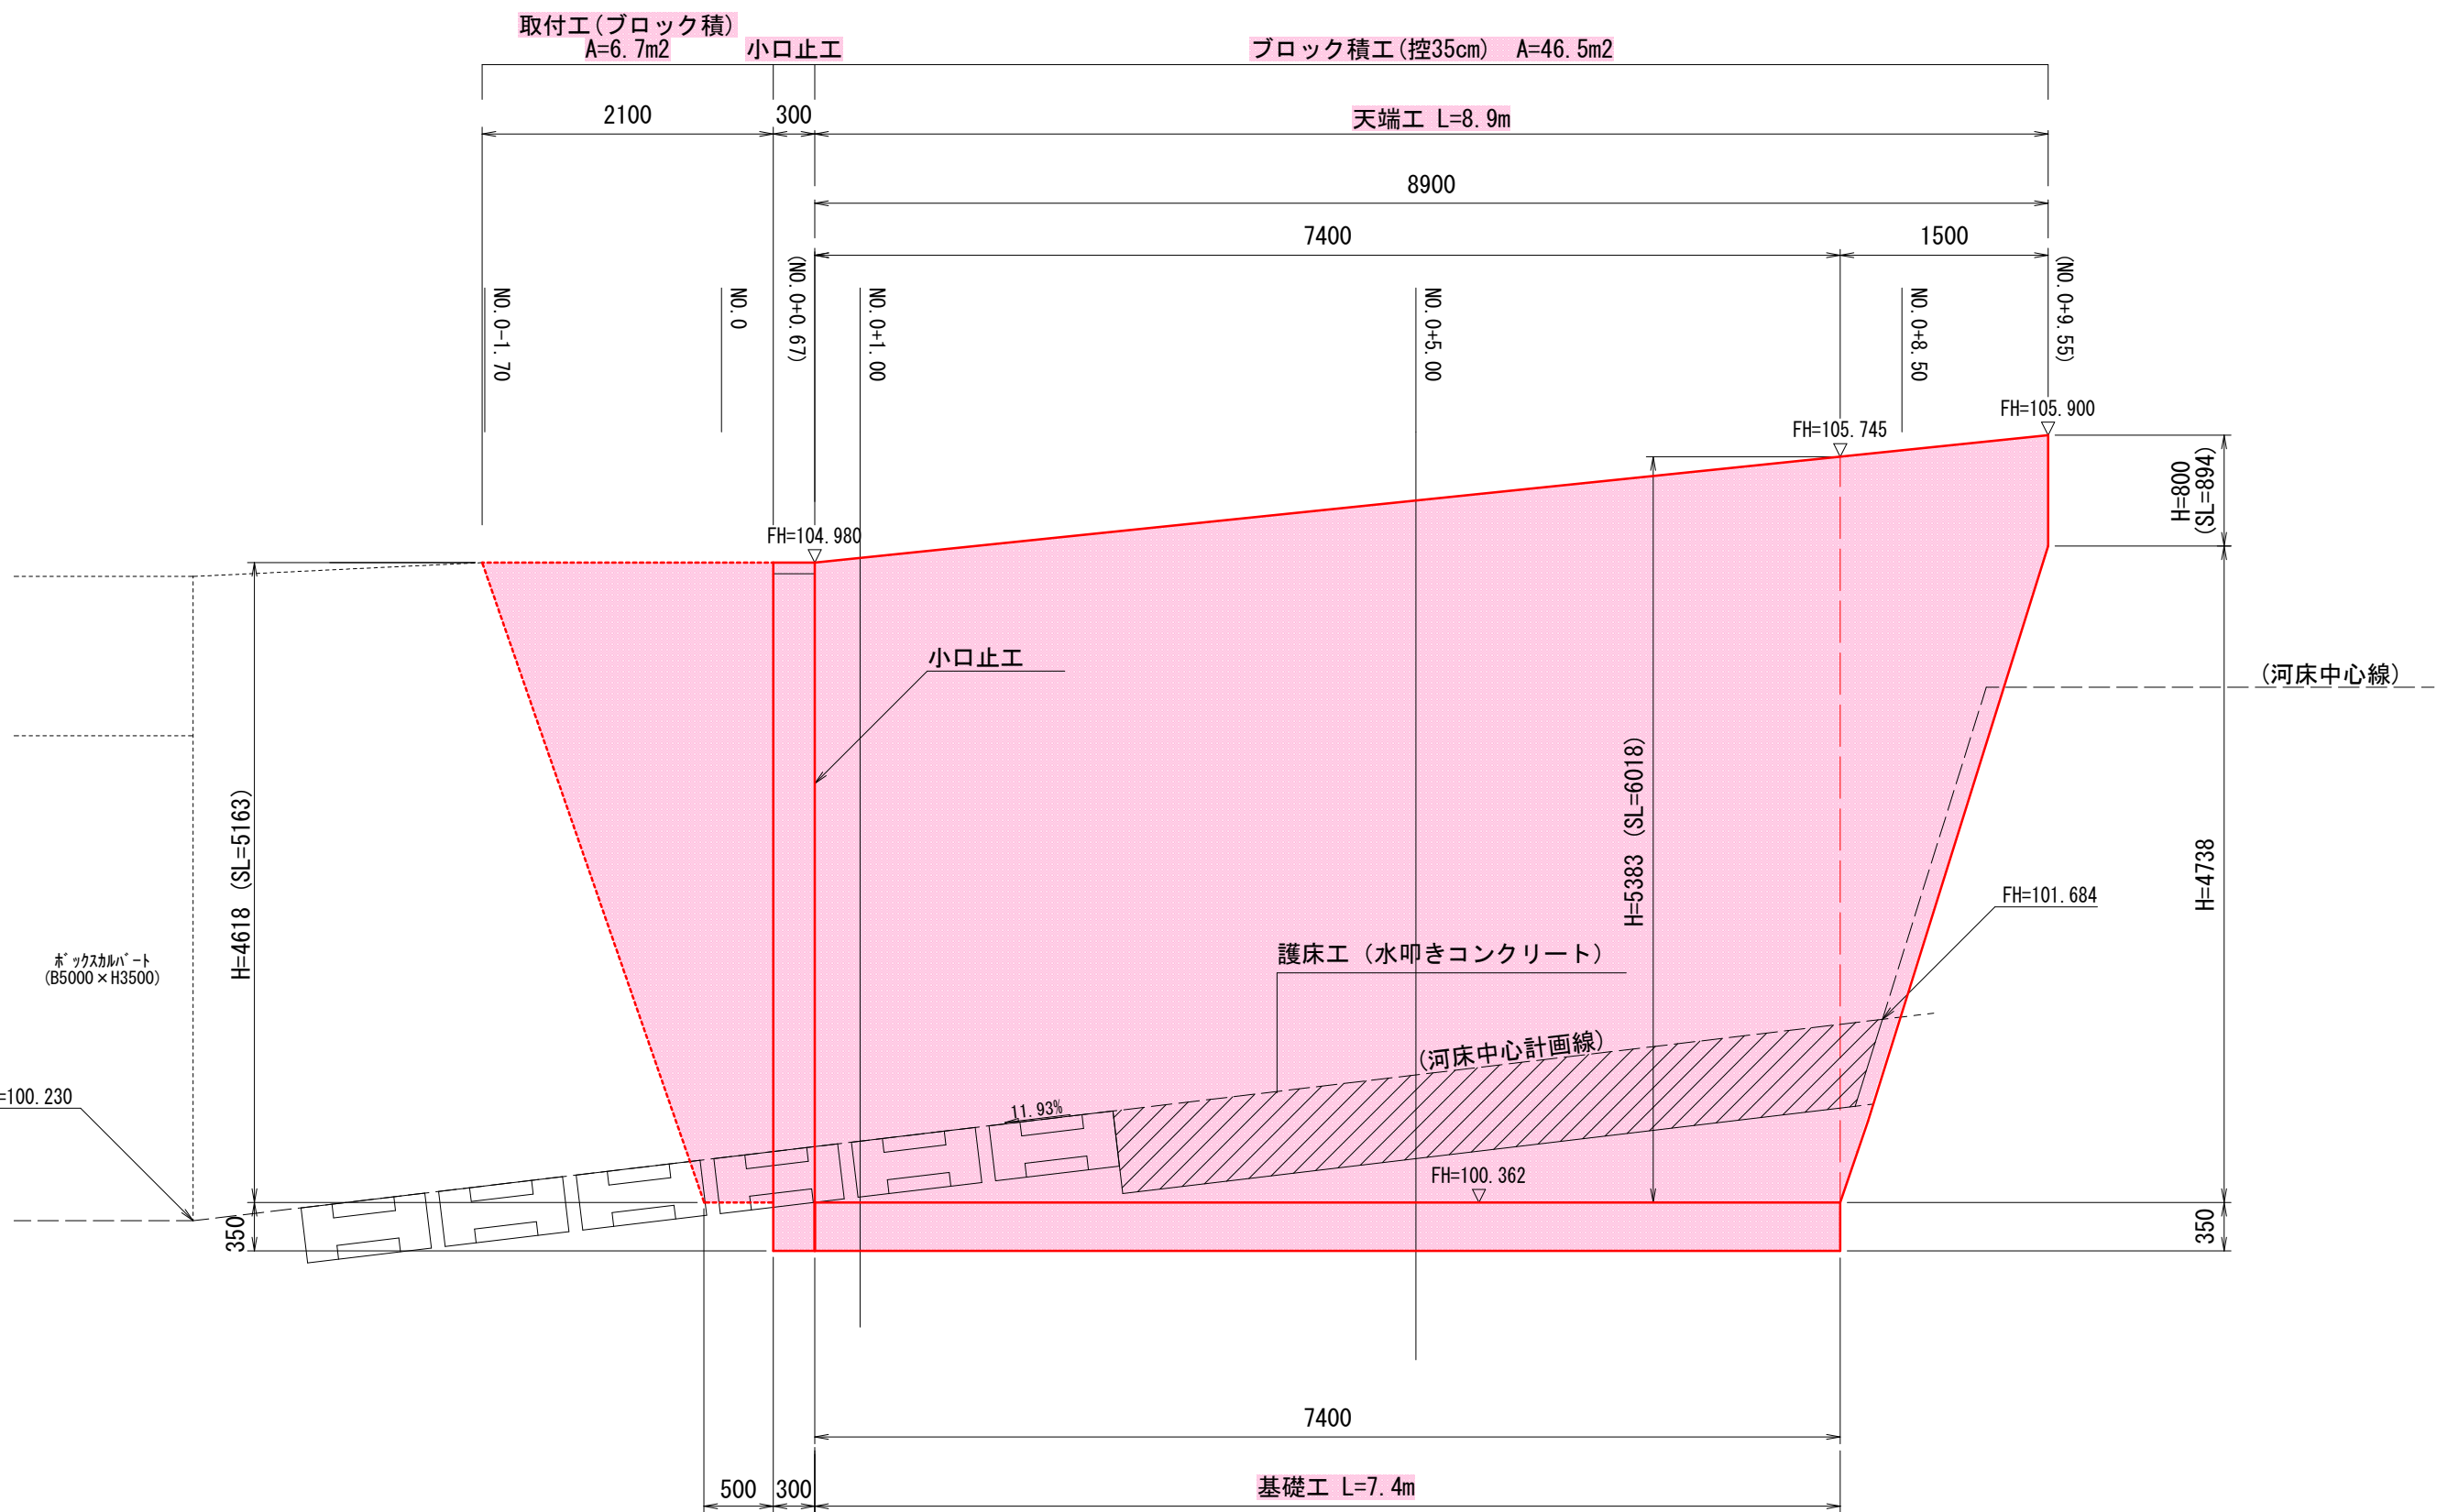 取付工(ブロック積)
A=6.7m2
小口止工
ブロック積工(控35cm) A=46.5m2
2100
300
天端工 L=8.9m
8900
7400
1500
NO.0-1.70
NO.0
(NO.0+0.67)
NO.0+1.00
NO.0+5.00
NO.0+8.50
(NO.0+9.55)
FH=105.900
FH=105.745
H=800
(SL=894)
FH=104.980
小口止工
(河床中心線)
H=4618 (SL=5163)
H=5383 (SL=6018)
H=4738
FH=101.684
護床工 (水叩きコンクリート)
ボックスカルバート
(B5000×H3500)
(河床中心計画線)
=100.230
11.93%
FH=100.362
350
350
7400
500
300
基礎工 L=7.4m